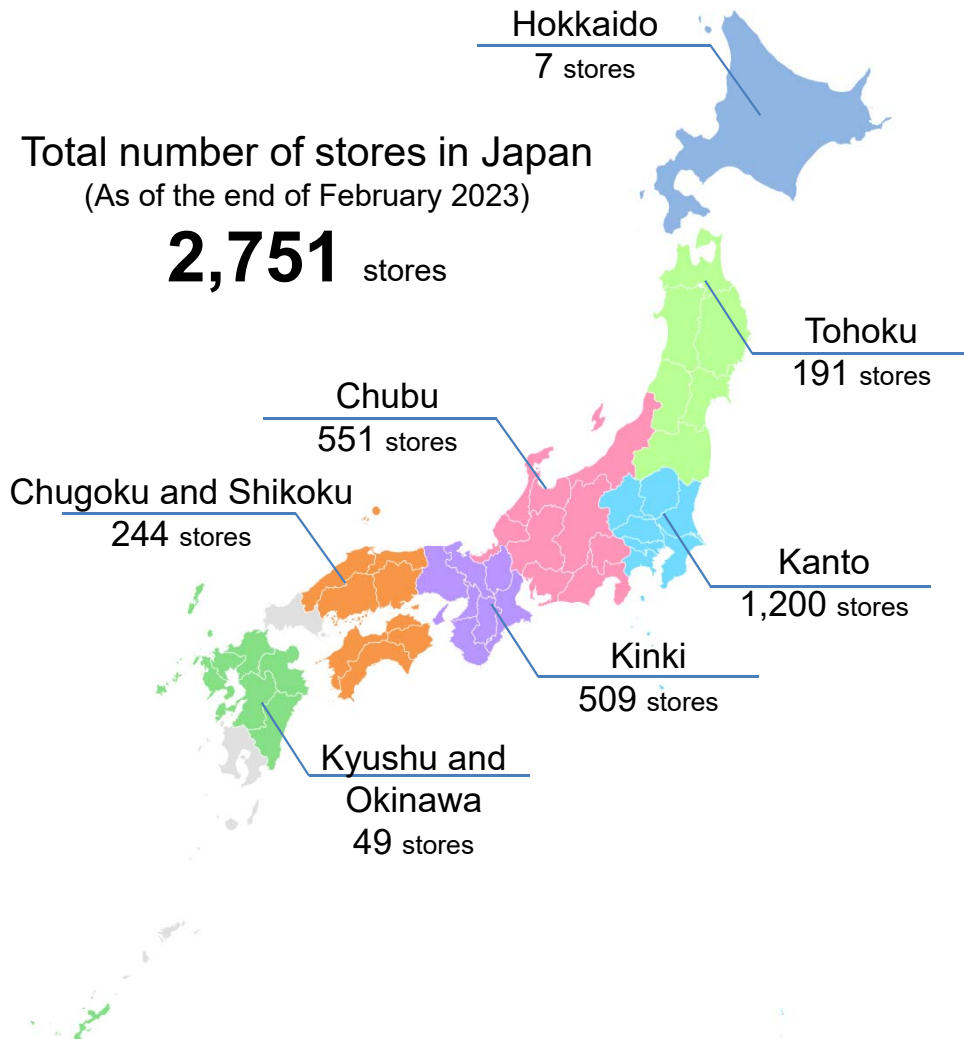 Hokkaido
7 stores
Total number of stores in Japan
(As of the end of February 2023)
2,751 stores
Tohoku
191 stores
Chubu
551 stores
Chugoku and Shikoku
244 stores
Kanto
1,200 stores
Kinki
509 stores
Kyushu and
Okinawa
49 stores